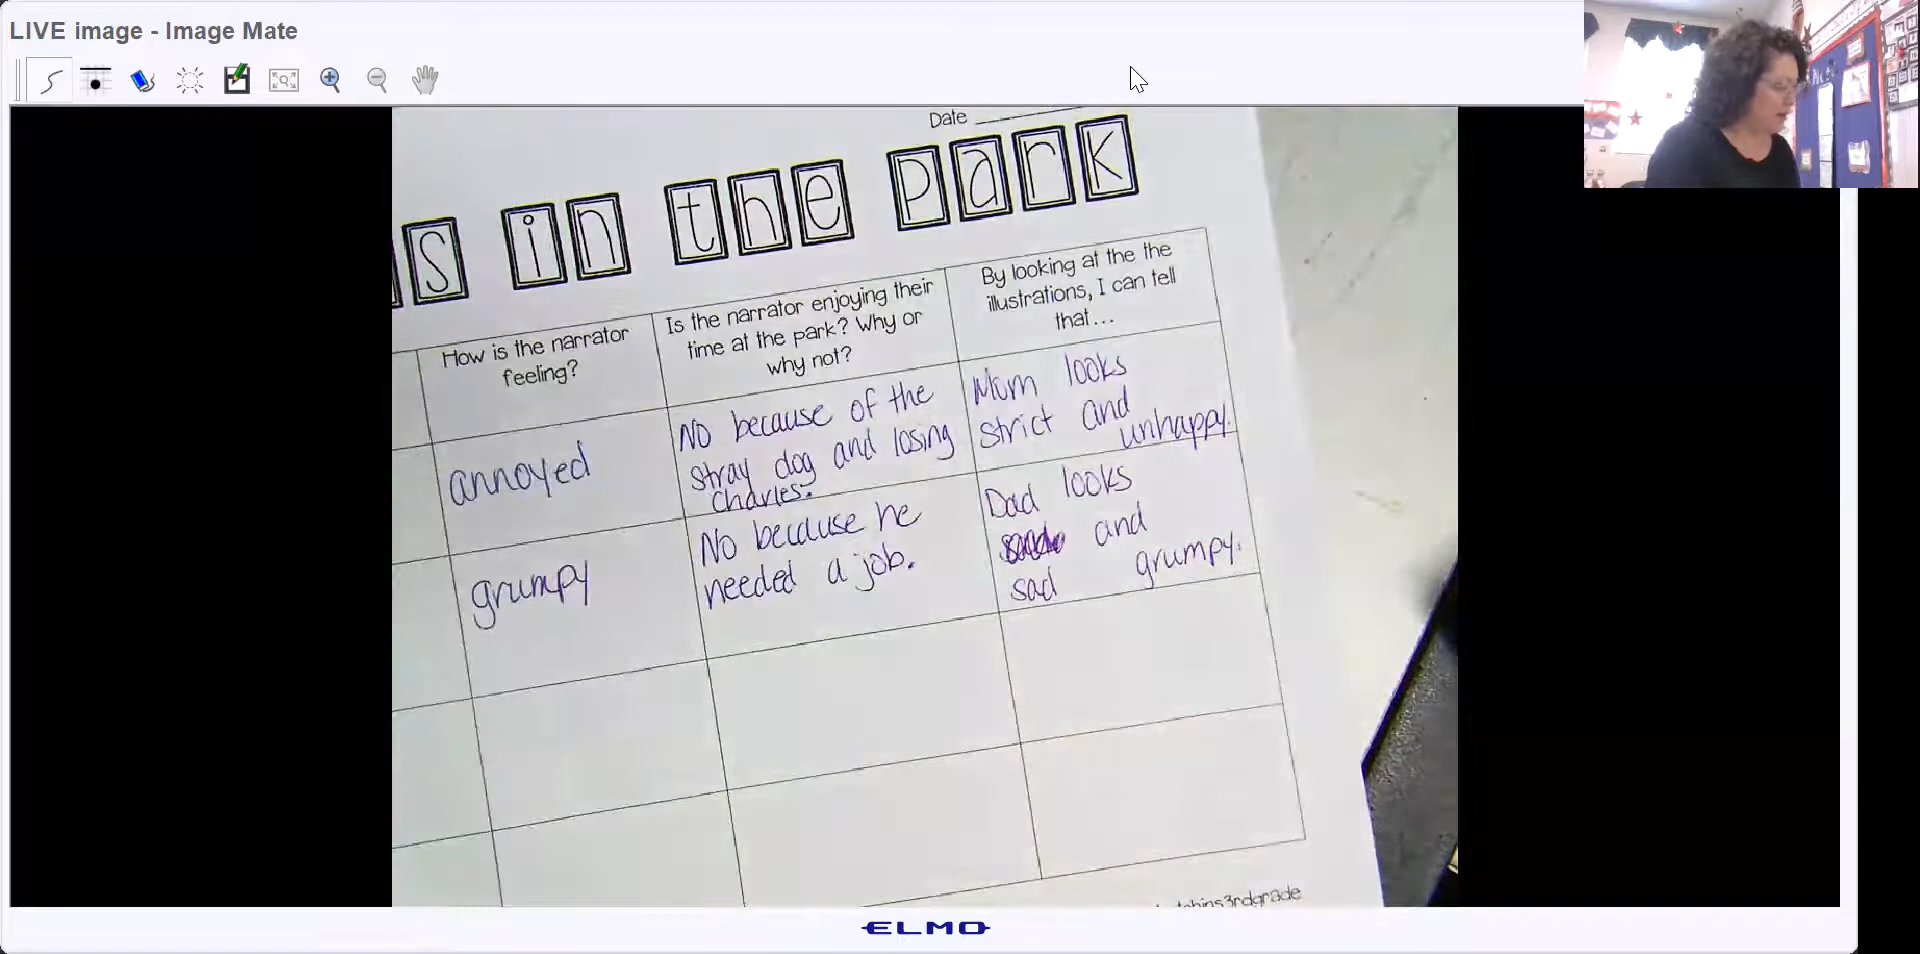 LIVE image - Image Mate
Date
s in the Park
How is the narrator
feeling?
Is the narrator enjoying their
time at the park? Why or
why not?
By looking at the the
illustrations, I can tell
that...
annoyed
No because of the
stray dog and losing
Charles.
Mom looks
strict and
unhappy.
grumpy
No because he
needed a job.
Dad looks
and
sad grumpy.
3rdgrade
ELMO